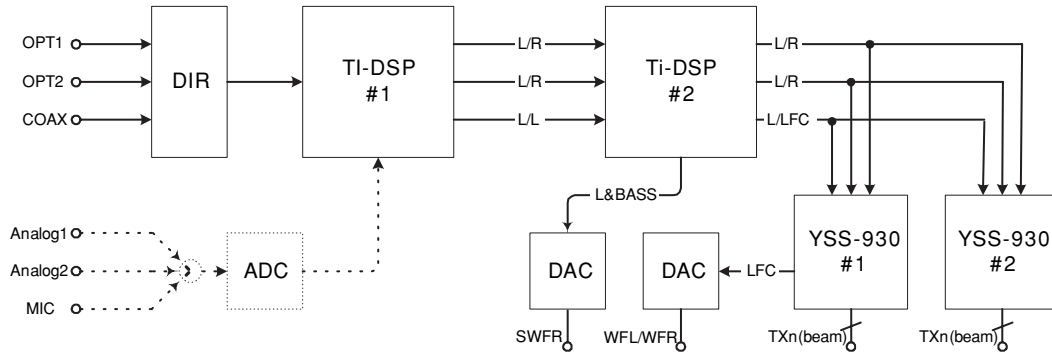 OPT1
OPT2
COAX
DIR
TI-DSP
#1
L/R
L/R
L/L
Ti-DSP
#2
L/R
L/R
L/LFC
L&BASS
Analog1
Analog2
MIC
ADC
DAC
DAC
LFC
YSS-930
#1
YSS-930
#2
SWFR
WFL/WFR
TXn(beam)
TXn(beam)